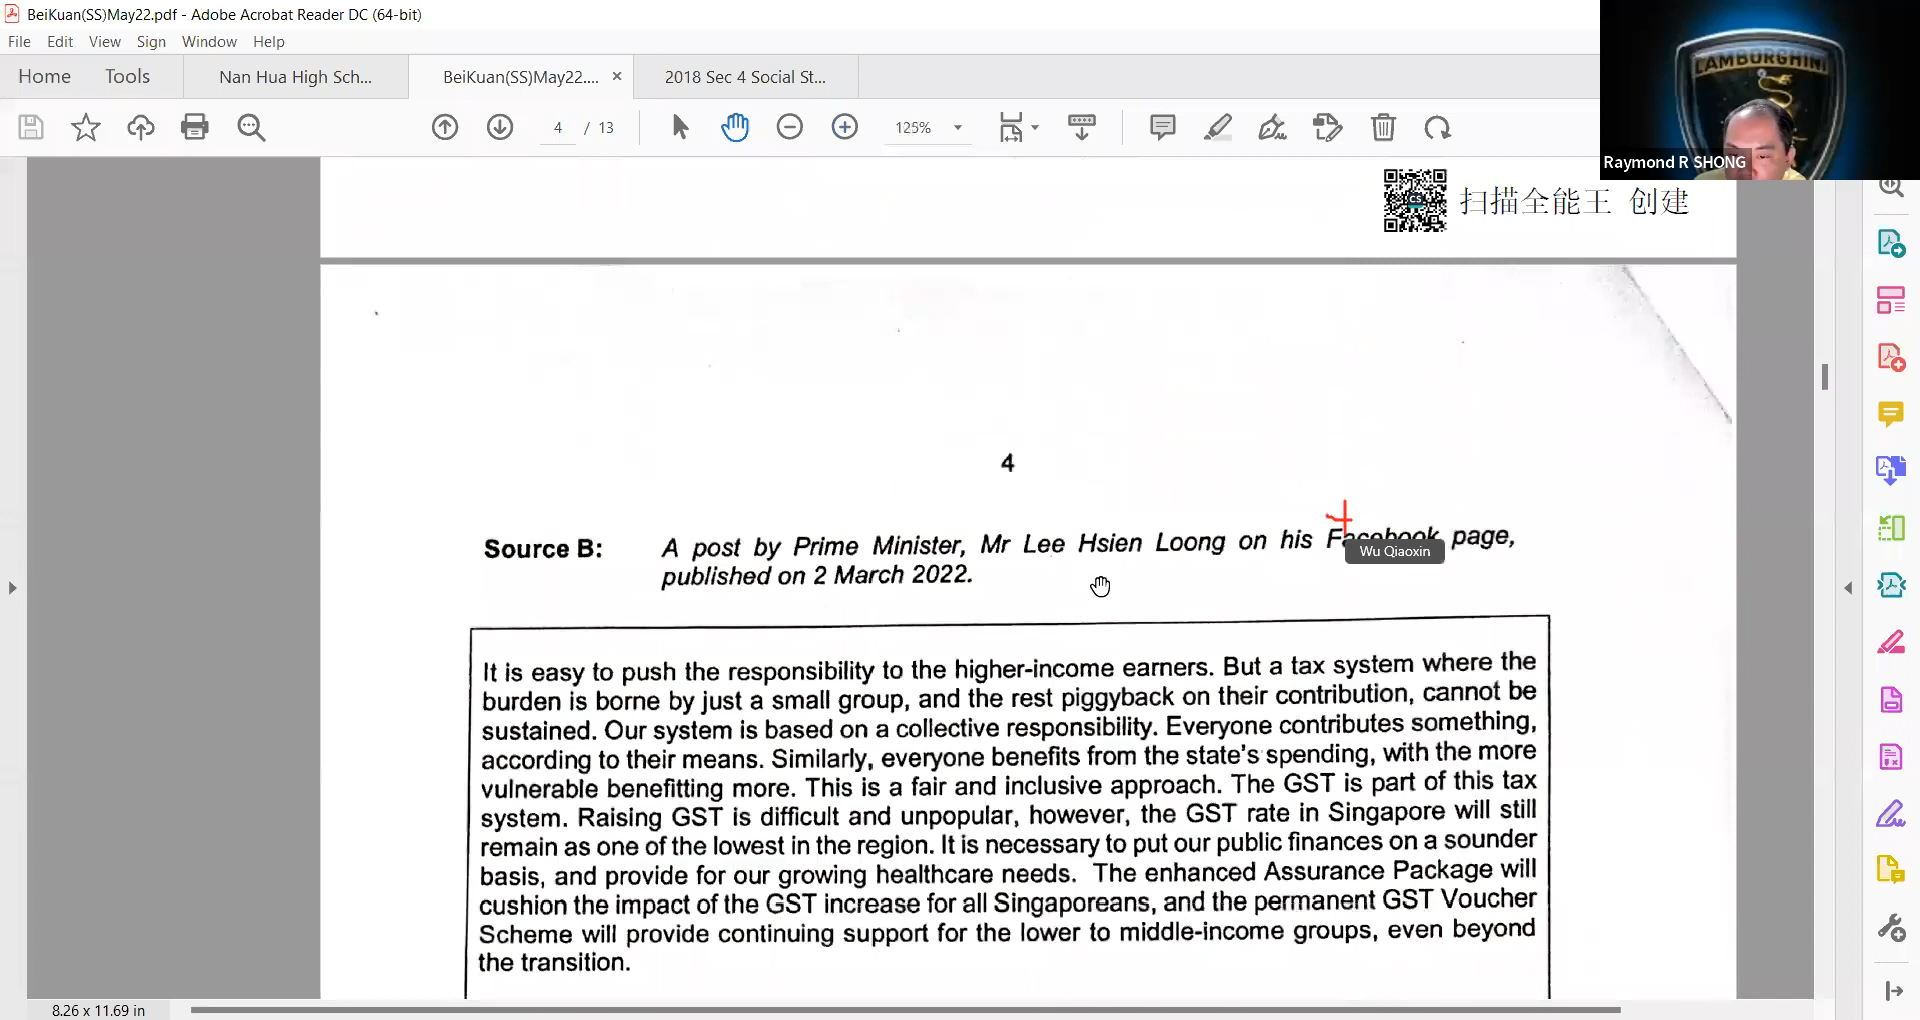 BeiKuan(SS)May22.pdf - Adobe Acrobat Reader DC (64-bit)
File Edit View Sign Window Help
Home Tools Nan Hua High Sch... BeiKuan(SS)May22.... × 2018 Sec 4 Social St...
4 / 13 125%
LAMBORGHINI
Raymond R SHONG
CS
扫描全能王 创建
4
Source B: A post by Prime Minister, Mr Lee Hsien Loong on his Facebook page,
Wu Qiaoxin
published on 2 March 2022.
It is easy to push the responsibility to the higher-income earners. But a tax system where the
burden is borne by just a small group, and the rest piggyback on their contribution, cannot be
sustained. Our system is based on a collective responsibility. Everyone contributes something,
according to their means. Similarly, everyone benefits from the state's spending, with the more
vulnerable benefitting more. This is a fair and inclusive approach. The GST is part of this tax
system. Raising GST is difficult and unpopular, however, the GST rate in Singapore will still
remain as one of the lowest in the region. It is necessary to put our public finances on a sounder
basis, and provide for our growing healthcare needs. The enhanced Assurance Package will
cushion the impact of the GST increase for all Singaporeans, and the permanent GST Voucher
Scheme will provide continuing support for the lower to middle-income groups, even beyond
the transition.
8.26 x 11.69 in